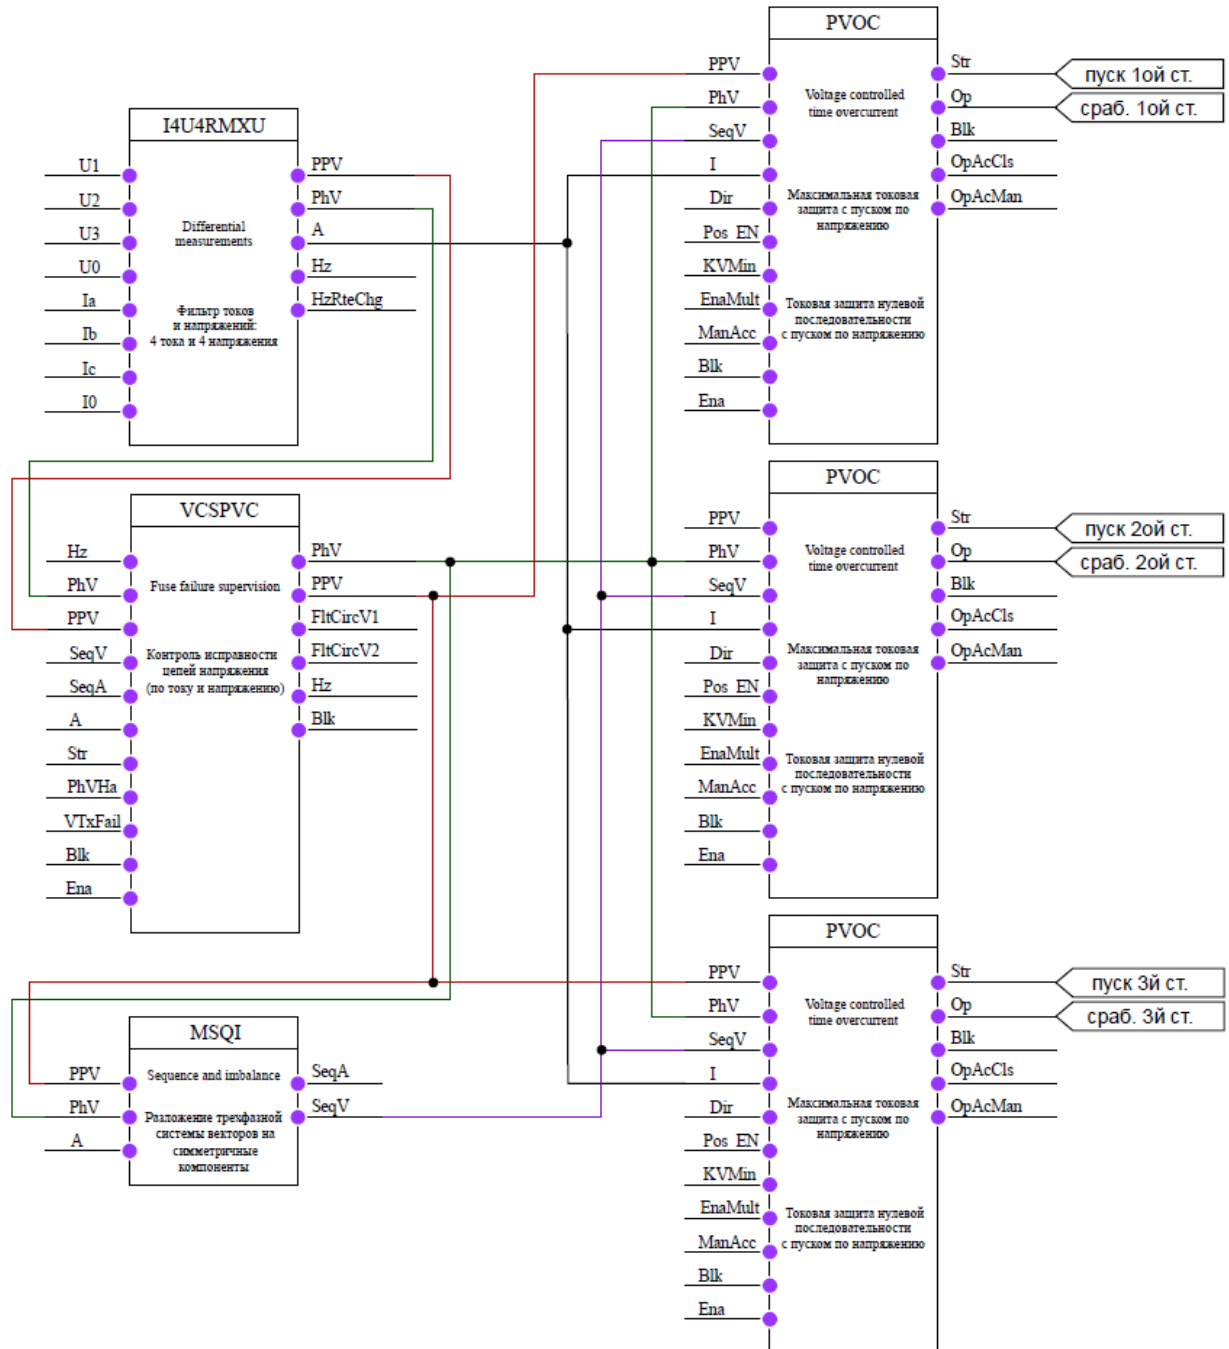 I4U4RMXU
U1
U2
U3
U0
Ia
Ib
Ic
I0
Differential
measurements
Фильтр токов
и напряжений:
4 тока и 4 напряжения
PPV
PhV
A
Hz
HzRteChg
VCSPVC
Hz
PhV
PPV
SeqV
SeqA
A
Str
PhVHa
VTxFail
Blk
Ena
Fuse failure supervision
Контроль исправности
цепей напряжения
(по току и напряжению)
PhV
PPV
FltCircV1
FltCircV2
Hz
Blk
MSQI
PPV
PhV
A
Sequence and imbalance
Разложение трехфазной
системы векторов на
симметричные
компоненты
SeqA
SeqV
PVOC
PPV
PhV
SeqV
I
Dir
Pos EN
KVMin
EnaMult
ManAcc
Blk
Ena
Voltage controlled
time overcurrent
Максимальная токовая
защита с пуском по
напряжению
Токовая защита нулевой
последовательности
с пуском по напряжению
Str
Op
Blk
OpAcCls
OpAcMan
пуск 1ой ст.
сраб. 1ой ст.
PVOC
PPV
PhV
SeqV
I
Dir
Pos EN
KVMin
EnaMult
ManAcc
Blk
Ena
Voltage controlled
time overcurrent
Максимальная токовая
защита с пуском по
напряжению
Токовая защита нулевой
последовательности
с пуском по напряжению
Str
Op
Blk
OpAcCls
OpAcMan
пуск 2ой ст.
сраб. 2ой ст.
PVOC
PPV
PhV
SeqV
I
Dir
Pos EN
KVMin
EnaMult
ManAcc
Blk
Ena
Voltage controlled
time overcurrent
Максимальная токовая
защита с пуском по
напряжению
Токовая защита нулевой
последовательности
с пуском по напряжению
Str
Op
Blk
OpAcCls
OpAcMan
пуск 3й ст.
сраб. 3й ст.